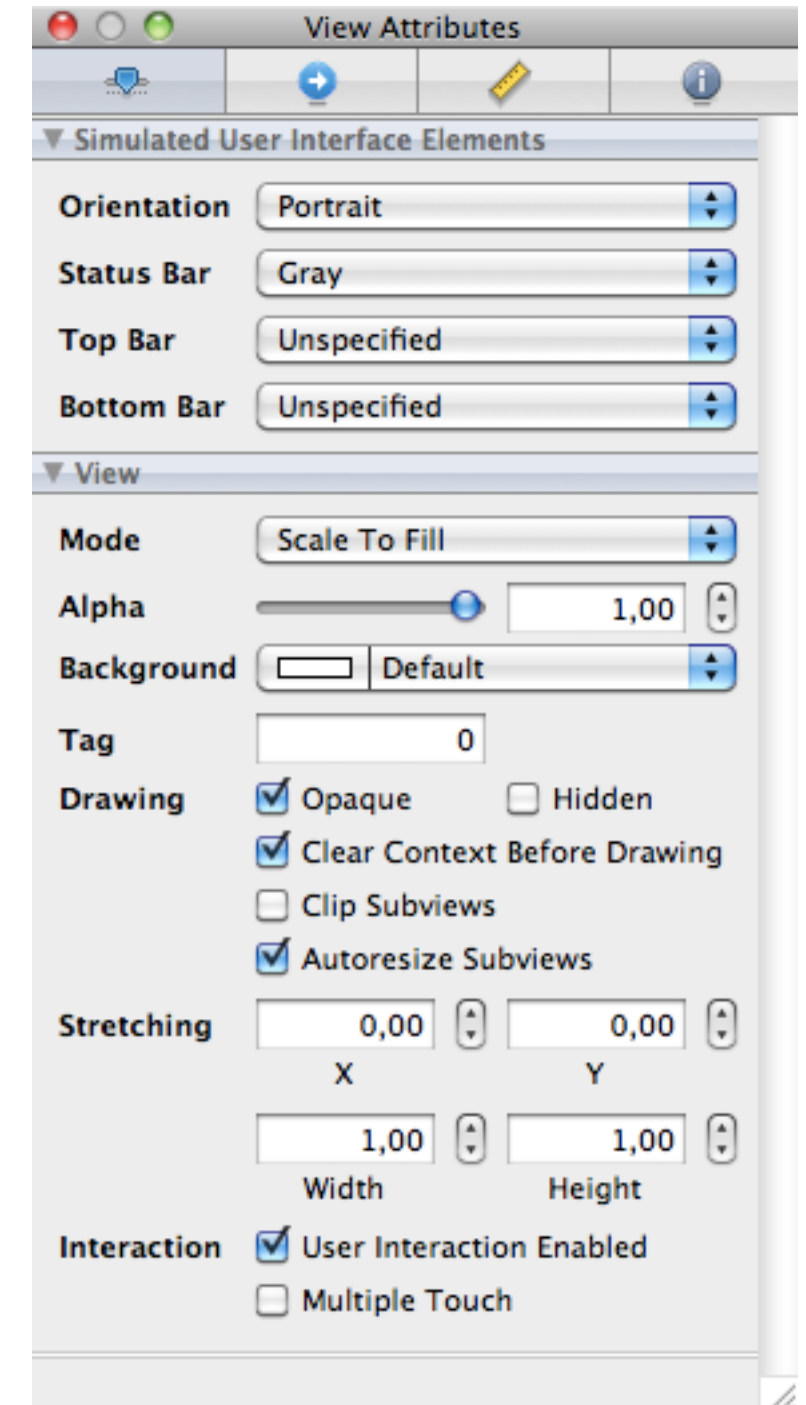 View Attributes
Simulated User Interface Elements
Orientation Portrait
Status Bar Gray
Top Bar Unspecified
Bottom Bar Unspecified
View
Mode Scale To Fill
Alpha 1,00
Background Default
Tag 0
Drawing Opaque Hidden
Clear Context Before Drawing
Clip Subviews
Autoresize Subviews
Stretching 0,00 0,00
X Y
1,00 1,00
Width Height
Interaction User Interaction Enabled
Multiple Touch